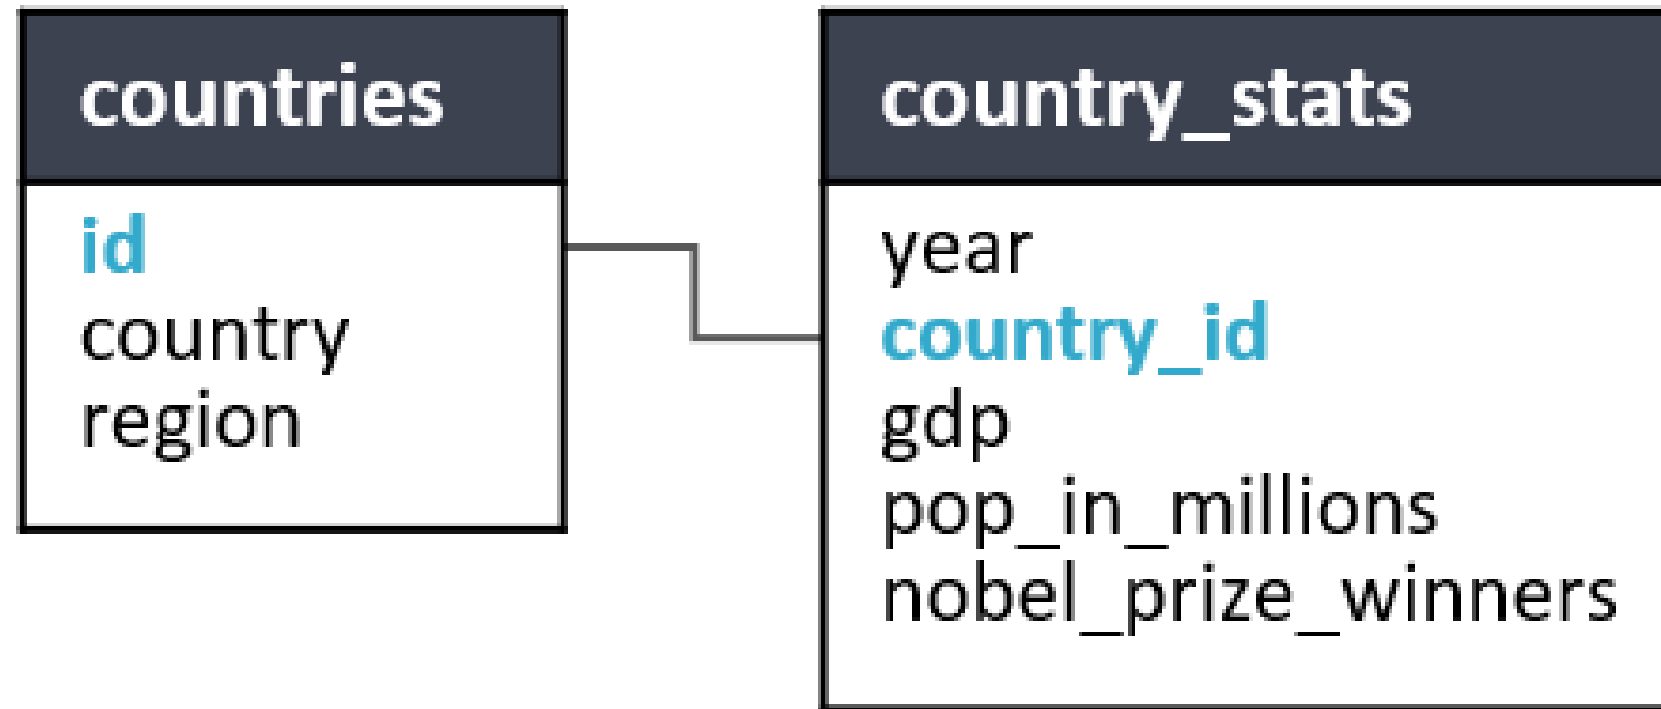 countries
id
country
region
country_stats
year
country_id
gdp
pop_in_millions
nobel_prize_winners